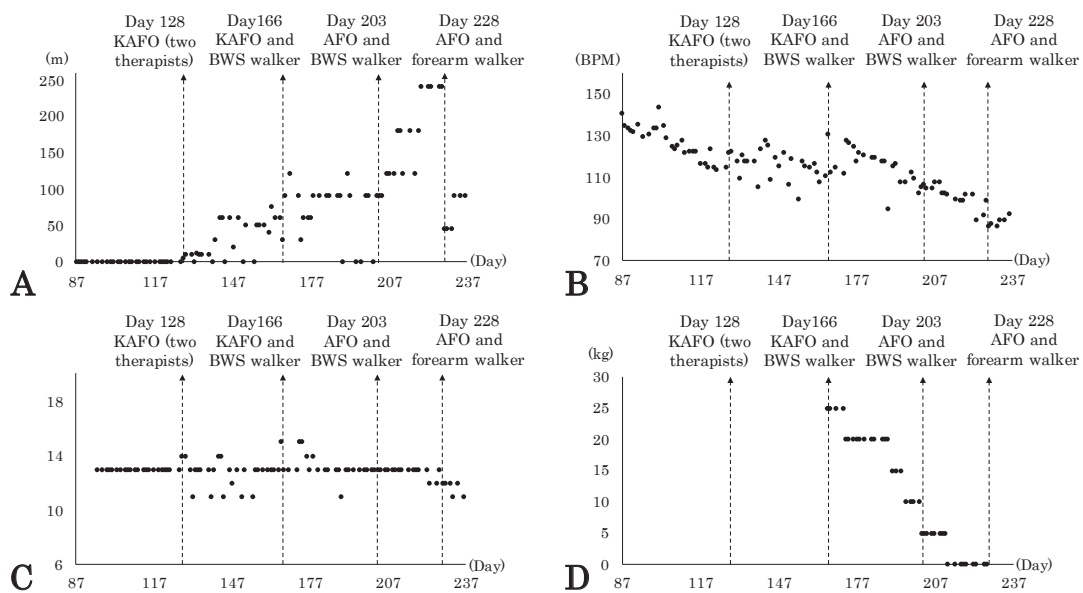 Day 128
KAFO (two
therapists)
Day166
KAFO and
BWS walker
Day 203
AFO and
BWS walker
Day 228
AFO and
forearm walker
(m)
250
200
150
100
50
0
87
117
147
177
207
237
(Day)
A
Day 128
KAFO (two
therapists)
Day166
KAFO and
BWS walker
Day 203
AFO and
BWS walker
Day 228
AFO and
forearm walker
(BPM)
150
130
110
90
70
87
117
147
177
207
237
(Day)
B
Day 128
KAFO (two
therapists)
Day166
KAFO and
BWS walker
Day 203
AFO and
BWS walker
Day 228
AFO and
forearm walker
18
14
10
6
87
117
147
177
207
237
(Day)
C
Day 128
KAFO (two
therapists)
Day166
KAFO and
BWS walker
Day 203
AFO and
BWS walker
Day 228
AFO and
forearm walker
(kg)
30
25
20
15
10
5
0
87
117
147
177
207
237
(Day)
D